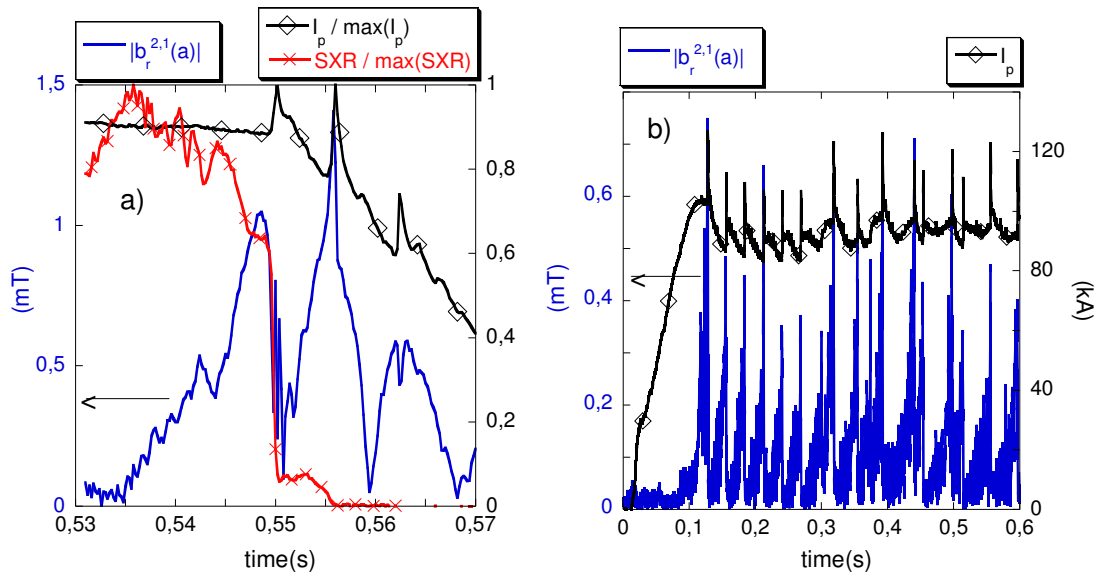 |b_r^{2,1}(a)|
I_p / max(I_p)
SXR / max(SXR)
a)
(mT)
1,5
1
0,5
0
1
0,8
0,6
0,4
0,2
0
0,53 0,54 0,55 0,56 0,57
time(s)
|b_r^{2,1}(a)|
I_p
b)
(mT)
0,6
0,4
0,2
0
120
80
40
0
(kA)
0 0,1 0,2 0,3 0,4 0,5 0,6
time(s)